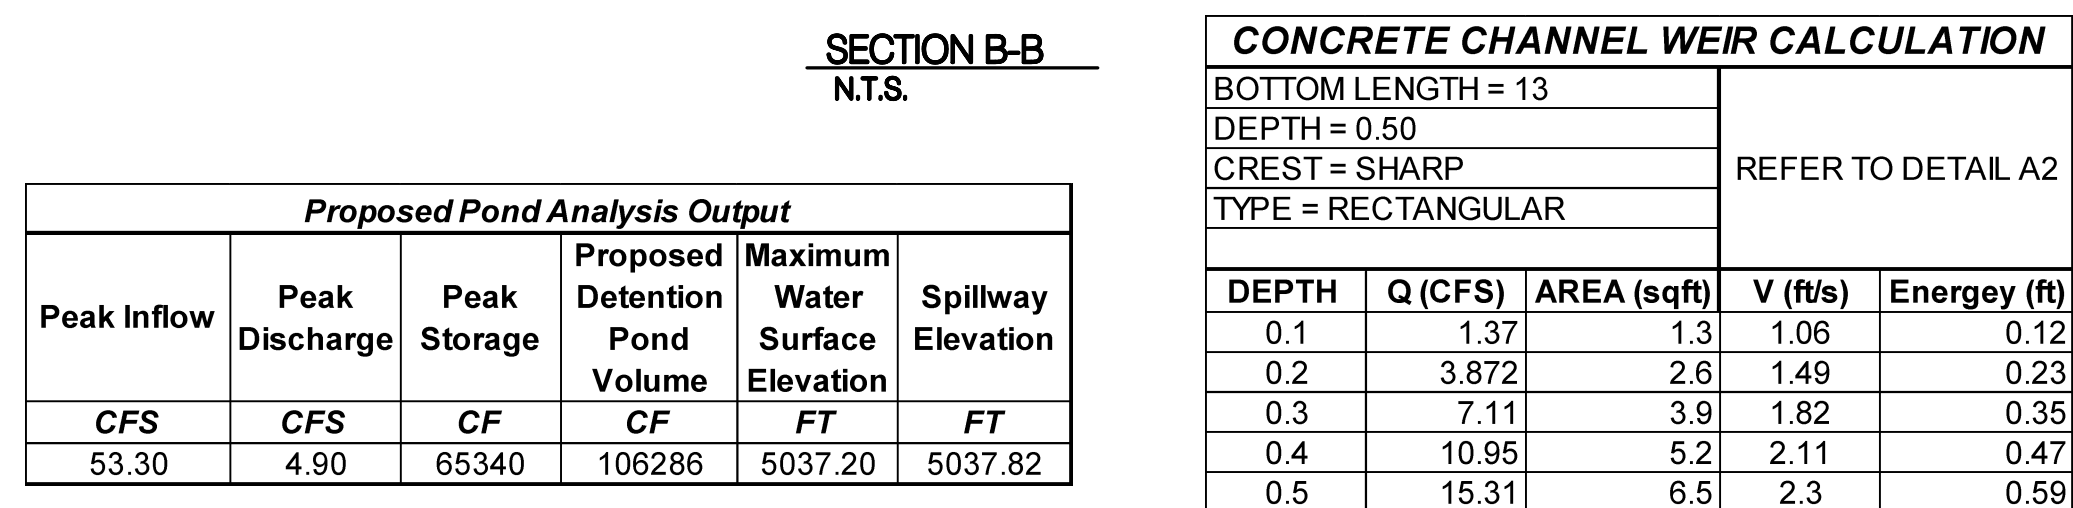 SECTION B-B
N.T.S.
Proposed Pond Analysis Output
Peak Inflow Peak Discharge Peak Storage Proposed Detention Pond Volume Maximum Water Surface Elevation Spillway Elevation
CFS CFS CF CF FT FT
53.30 4.90 65340 106286 5037.20 5037.82
CONCRETE CHANNEL WEIR CALCULATION
BOTTOM LENGTH = 13
DEPTH = 0.50
CREST = SHARP
TYPE = RECTANGULAR
REFER TO DETAIL A2
DEPTH Q (CFS) AREA (sqft) V (ft/s) Energey (ft)
0.1 1.37 1.3 1.06 0.12
0.2 3.872 2.6 1.49 0.23
0.3 7.11 3.9 1.82 0.35
0.4 10.95 5.2 2.11 0.47
0.5 15.31 6.5 2.3 0.59